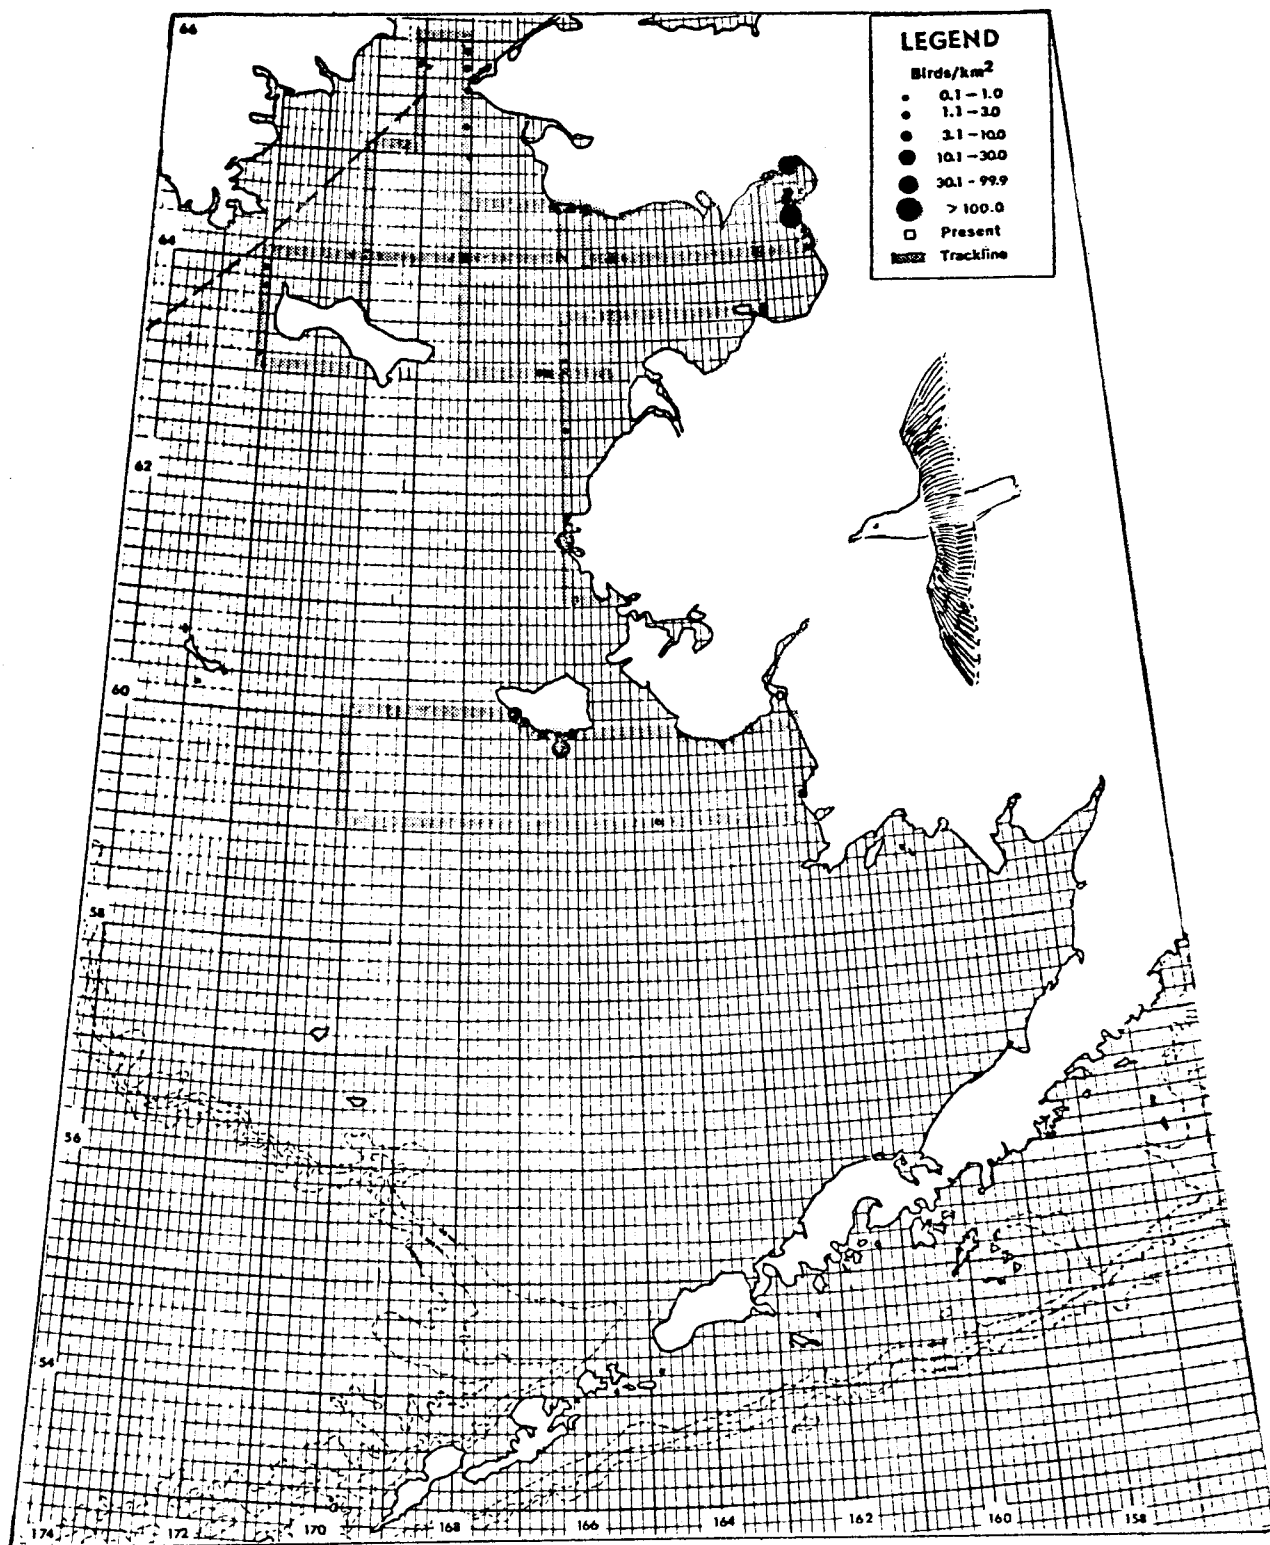 66
LEGEND
Birds/km²
0.1 – 1.0
1.1 – 3.0
3.1 – 10.0
10.1 – 30.0
30.1 – 99.9
> 100.0
Present
Trackline
64
62
60
58
56
54
174 172 170 168 166 164 162 160 158